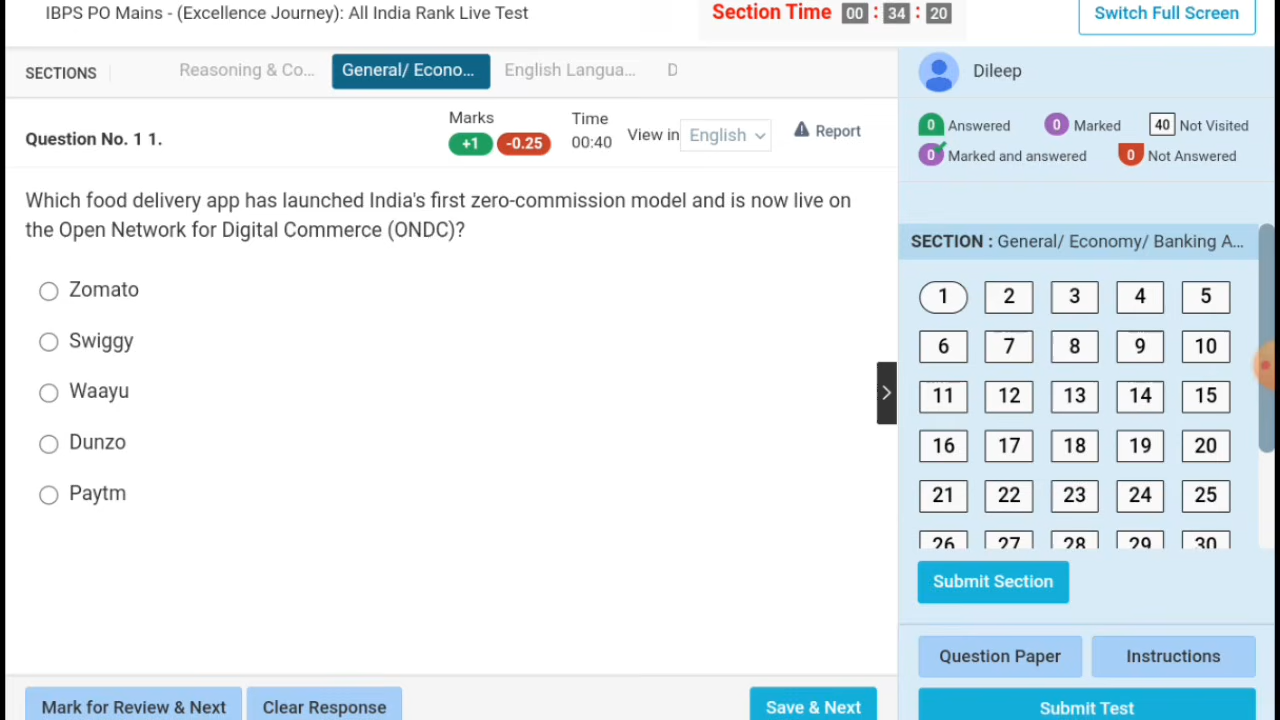 IBPS PO Mains - (Excellence Journey): All India Rank Live Test
Section Time 00 : 34 : 20
Switch Full Screen
SECTIONS
Reasoning & Co...
General/ Econo...
English Langua...
D
Dileep
Question No. 1 1.
Marks
+1 -0.25
Time
00:40
View in English
Report
0 Answered
0 Marked
40 Not Visited
0 Marked and answered
0 Not Answered
Which food delivery app has launched India's first zero-commission model and is now live on
the Open Network for Digital Commerce (ONDC)?
Zomato
Swiggy
Waayu
Dunzo
Paytm
SECTION : General/ Economy/ Banking A...
1 2 3 4 5
6 7 8 9 10
11 12 13 14 15
16 17 18 19 20
21 22 23 24 25
26 27 28 29 30
Submit Section
Question Paper
Instructions
Mark for Review & Next
Clear Response
Save & Next
Submit Test